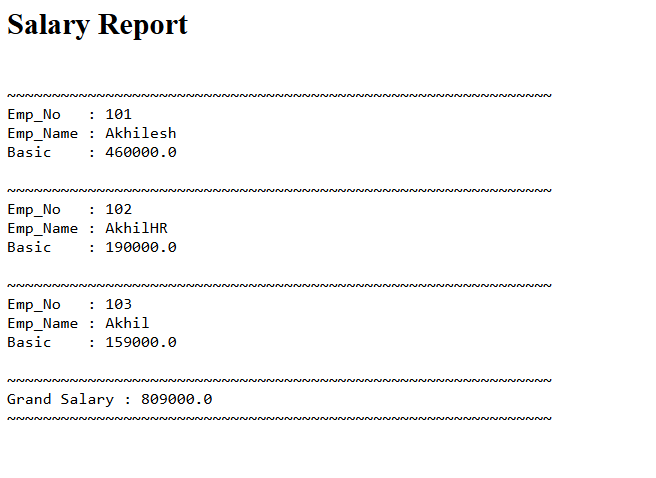 Salary Report
~~~~~~~~~~~~~~~~~~~~~~~~~~~~~~~~~~~~~~~~~~~~~~~~~~~~~~~~~~~~~
Emp_No   : 101
Emp_Name : Akhilesh
Basic    : 460000.0
~~~~~~~~~~~~~~~~~~~~~~~~~~~~~~~~~~~~~~~~~~~~~~~~~~~~~~~~~~~~~
Emp_No   : 102
Emp_Name : AkhilHR
Basic    : 190000.0
~~~~~~~~~~~~~~~~~~~~~~~~~~~~~~~~~~~~~~~~~~~~~~~~~~~~~~~~~~~~~
Emp_No   : 103
Emp_Name : Akhil
Basic    : 159000.0
~~~~~~~~~~~~~~~~~~~~~~~~~~~~~~~~~~~~~~~~~~~~~~~~~~~~~~~~~~~~~
Grand Salary : 809000.0
~~~~~~~~~~~~~~~~~~~~~~~~~~~~~~~~~~~~~~~~~~~~~~~~~~~~~~~~~~~~~